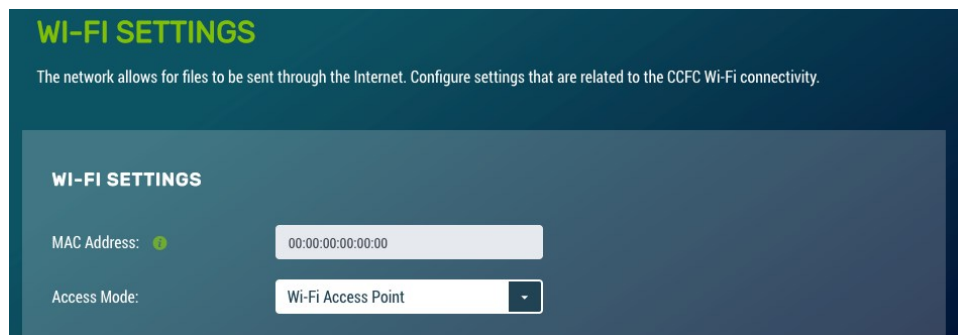 WI-FI SETTINGS
The network allows for files to be sent through the Internet. Configure settings that are related to the CCFC Wi-Fi connectivity.
WI-FI SETTINGS
MAC Address: 00:00:00:00:00:00
Access Mode: Wi-Fi Access Point